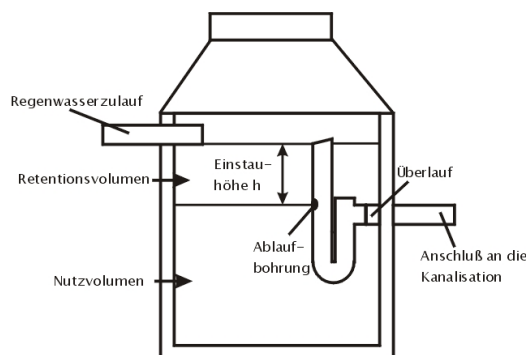 Regenwasserzulauf
Einstau-
höhe h
Überlauf
Retentionsvolumen
Ablauf-
bohrung
Anschluß an die
Kanalisation
Nutzvolumen